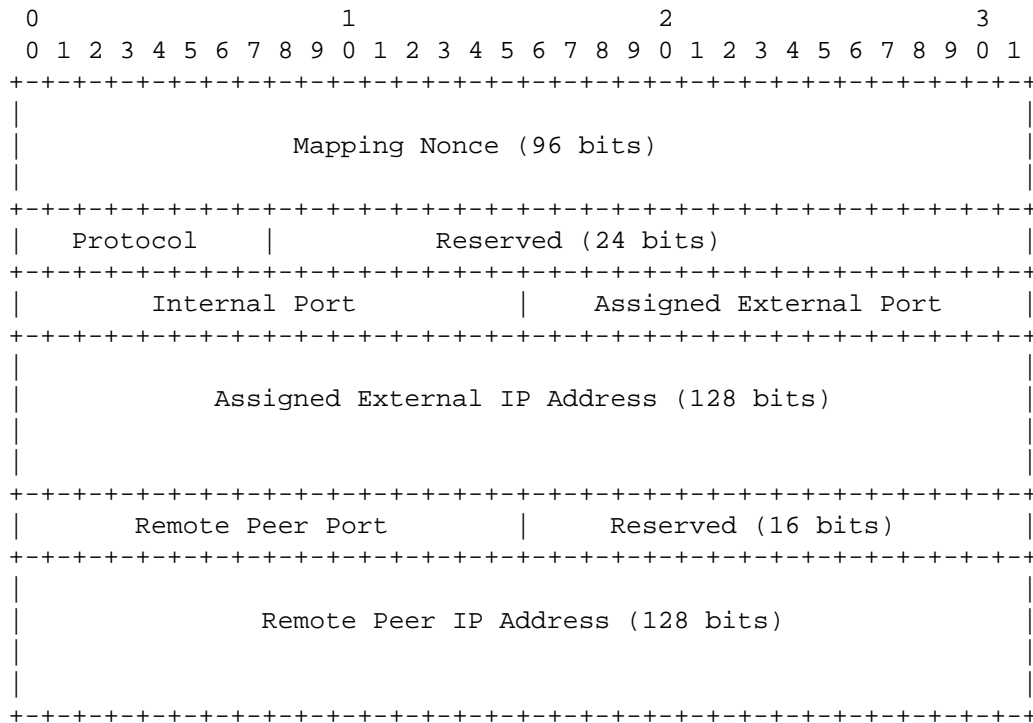 0                   1                   2                   3
 0 1 2 3 4 5 6 7 8 9 0 1 2 3 4 5 6 7 8 9 0 1 2 3 4 5 6 7 8 9 0 1
+-+-+-+-+-+-+-+-+-+-+-+-+-+-+-+-+-+-+-+-+-+-+-+-+-+-+-+-+-+-+-+-+
|                                                               |
|                 Mapping Nonce (96 bits)                       |
|                                                               |
+-+-+-+-+-+-+-+-+-+-+-+-+-+-+-+-+-+-+-+-+-+-+-+-+-+-+-+-+-+-+-+-+
|   Protocol    |          Reserved (24 bits)                   |
+-+-+-+-+-+-+-+-+-+-+-+-+-+-+-+-+-+-+-+-+-+-+-+-+-+-+-+-+-+-+-+-+
|        Internal Port          |    Assigned External Port     |
+-+-+-+-+-+-+-+-+-+-+-+-+-+-+-+-+-+-+-+-+-+-+-+-+-+-+-+-+-+-+-+-+
|                                                               |
|            Assigned External IP Address (128 bits)            |
|                                                               |
|                                                               |
+-+-+-+-+-+-+-+-+-+-+-+-+-+-+-+-+-+-+-+-+-+-+-+-+-+-+-+-+-+-+-+-+
|       Remote Peer Port        |     Reserved (16 bits)        |
+-+-+-+-+-+-+-+-+-+-+-+-+-+-+-+-+-+-+-+-+-+-+-+-+-+-+-+-+-+-+-+-+
|                                                               |
|               Remote Peer IP Address (128 bits)               |
|                                                               |
|                                                               |
+-+-+-+-+-+-+-+-+-+-+-+-+-+-+-+-+-+-+-+-+-+-+-+-+-+-+-+-+-+-+-+-+